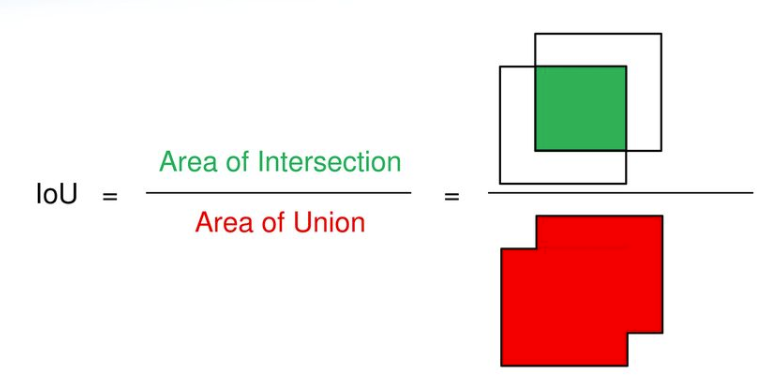 IoU = Area of Intersection =
Area of Union